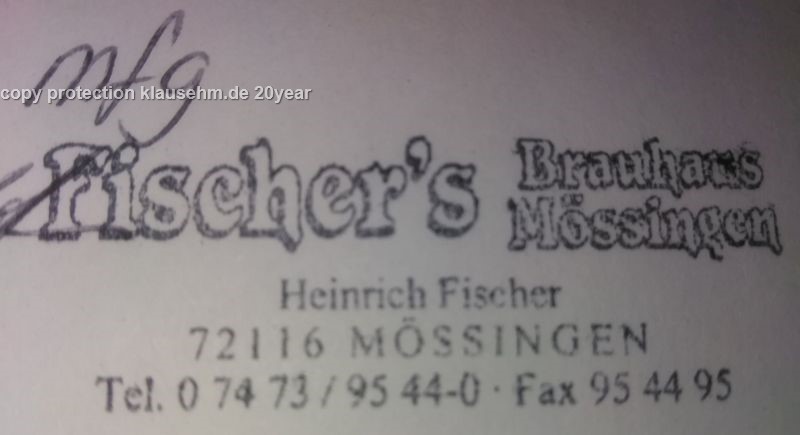 mfg
copy protection klausehm.de 20year
Fischer's Brauhaus Mössingen
Heinrich Fischer
72116 MÖSSINGEN
Tel. 0 74 73 / 95 44-0 · Fax 95 44 95